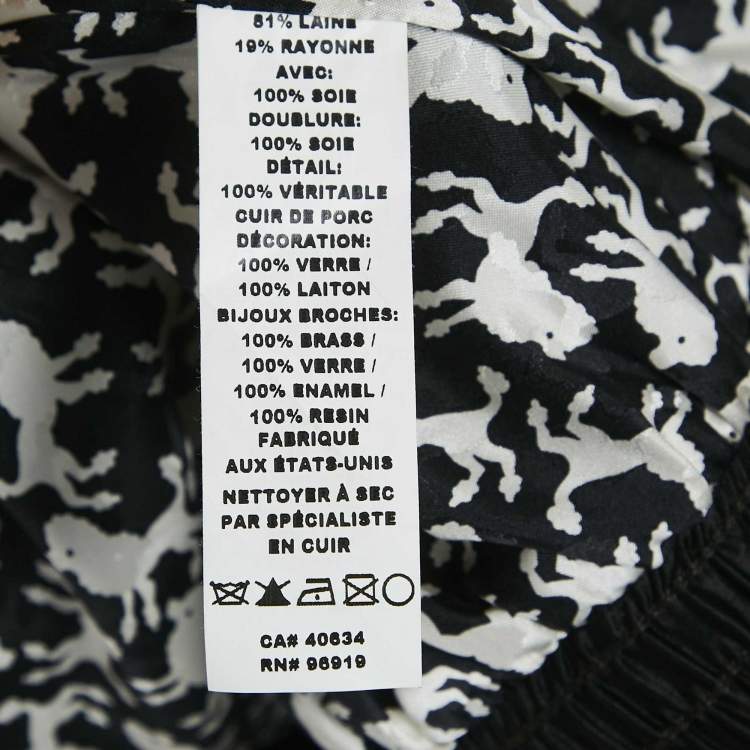 81% LAINE
19% RAYONNE
AVEC:
100% SOIE
DOUBLURE:
100% SOIE
DÉTAIL:
100% VÉRITABLE
CUIR DE PORC
DÉCORATION:
100% VERRE /
100% LAITON
BIJOUX BROCHES:
100% BRASS /
100% VERRE /
100% ENAMEL /
100% RESIN
FABRIQUÉ
AUX ÉTATS-UNIS
NETTOYER À SEC
PAR SPÉCIALISTE
EN CUIR
CA# 40634
RN# 96919